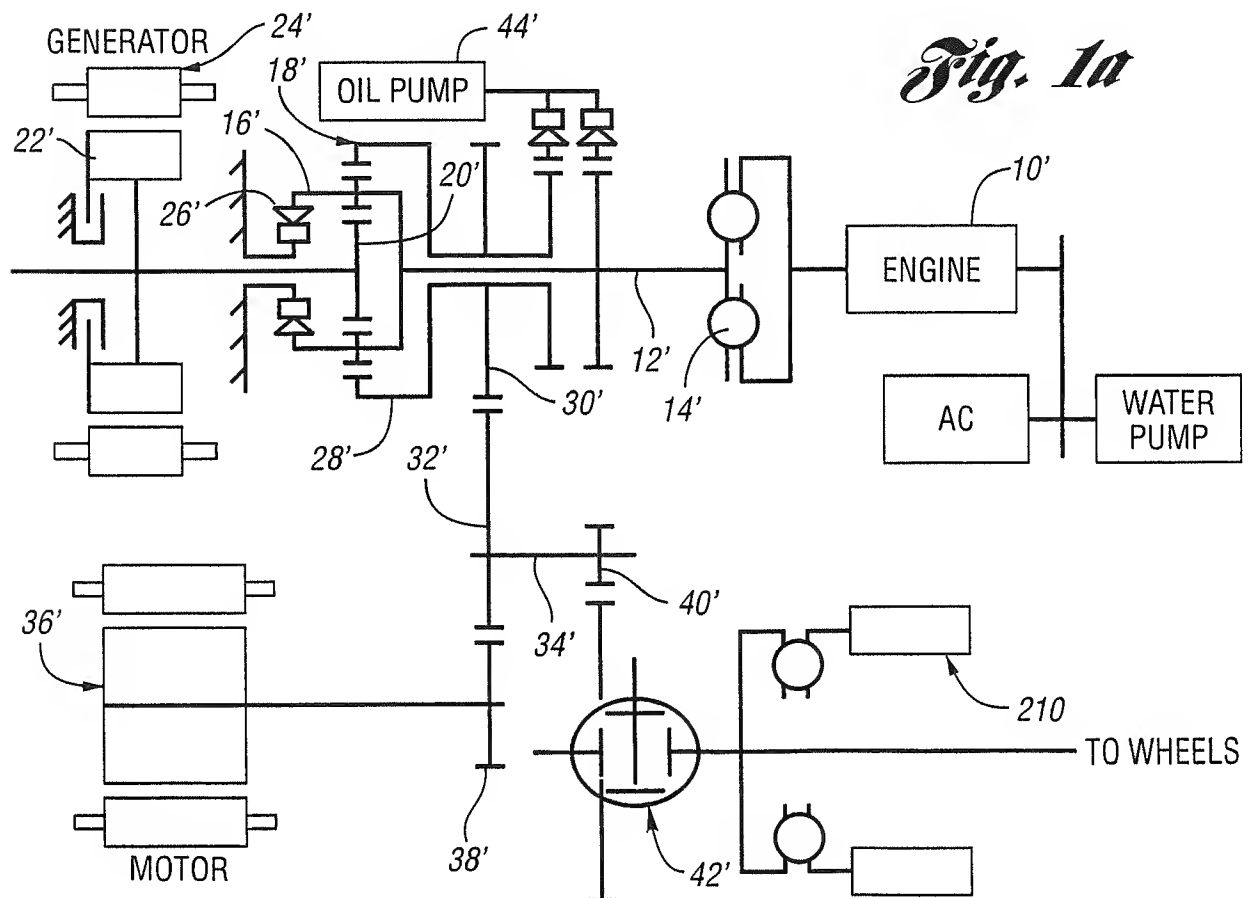 Fig. 1a
GENERATOR
24'
44'
OIL PUMP
18'
16'
22'
20'
26'
10'
ENGINE
12'
14'
30'
28'
AC
WATER
PUMP
32'
34'
40'
36'
210
TO WHEELS
38'
42'
MOTOR